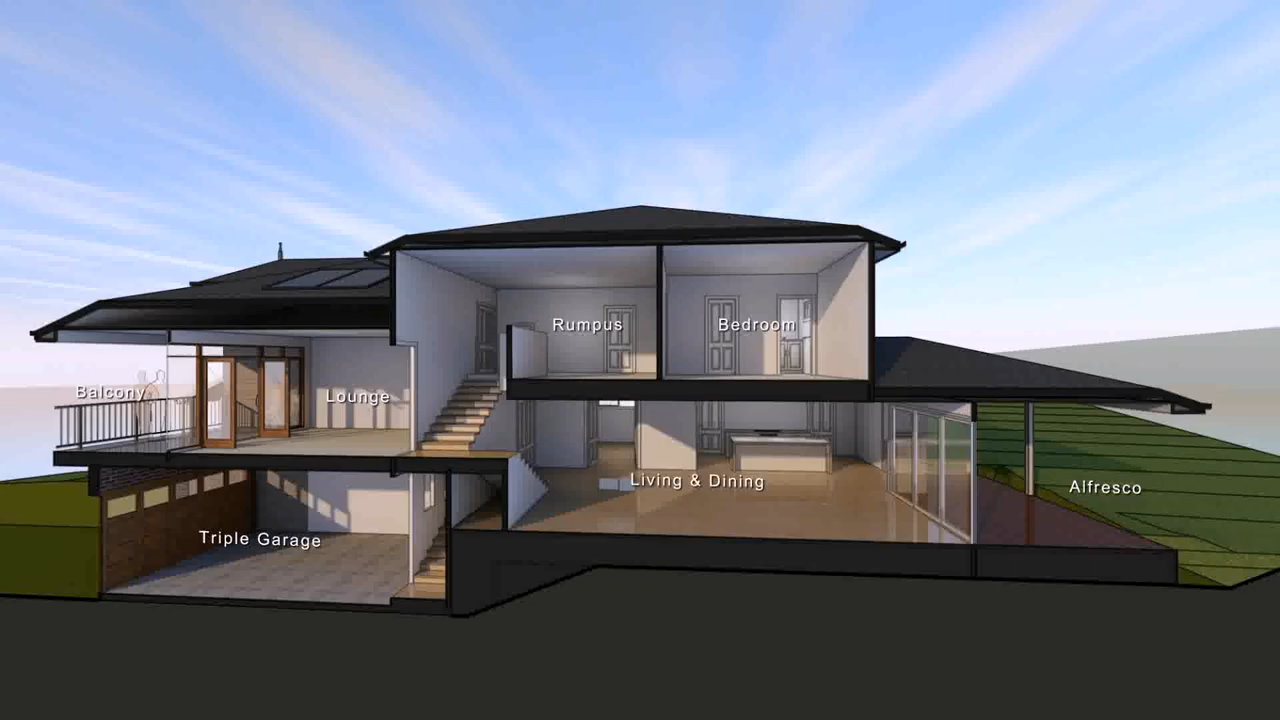 Rumpus
Bedroom
Balcony
Lounge
Living & Dining
Alfresco
Triple Garage